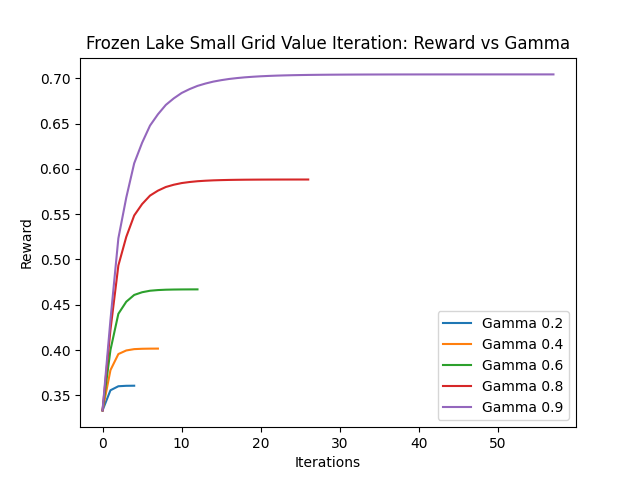 Frozen Lake Small Grid Value Iteration: Reward vs Gamma
0.70
0.65
0.60
0.55
0.50
0.45
0.40
0.35
Reward
Gamma 0.2
Gamma 0.4
Gamma 0.6
Gamma 0.8
Gamma 0.9
0 10 20 30 40 50
Iterations